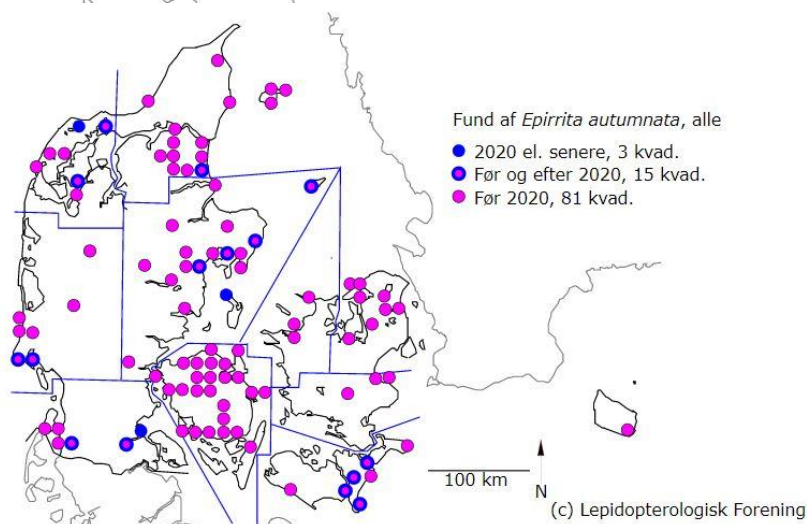 Fund af Epirrita autumnata, alle
2020 el. senere, 3 kvad.
Før og efter 2020, 15 kvad.
Før 2020, 81 kvad.
100 km
N
(c) Lepidopterologisk Forening